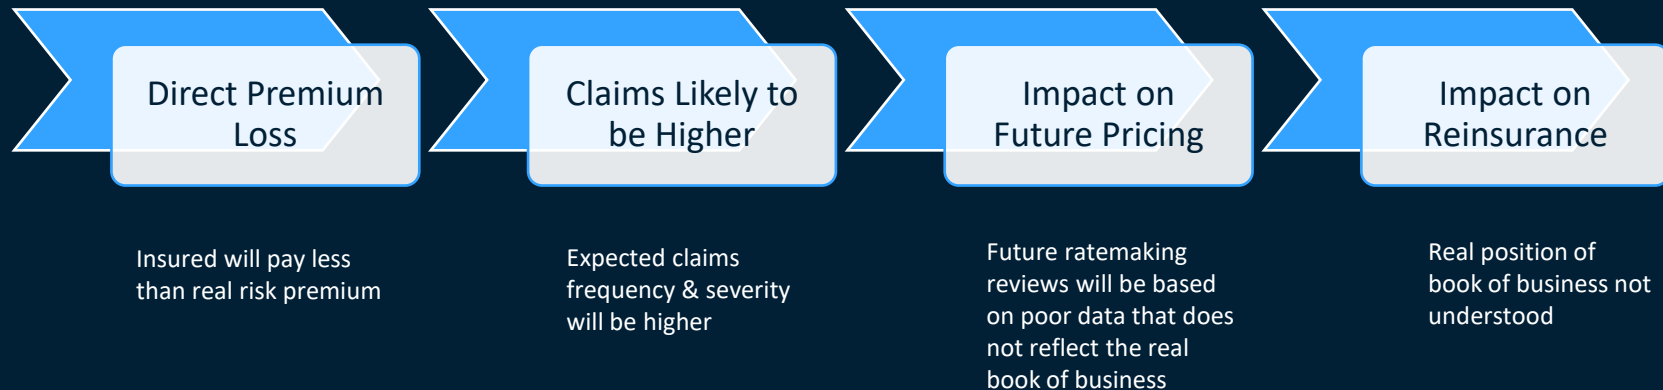 Direct Premium
Loss
Claims Likely to
be Higher
Impact on
Future Pricing
Impact on
Reinsurance
Insured will pay less
than real risk premium
Expected claims
frequency & severity
will be higher
Future ratemaking
reviews will be based
on poor data that does
not reflect the real
book of business
Real position of
book of business not
understood